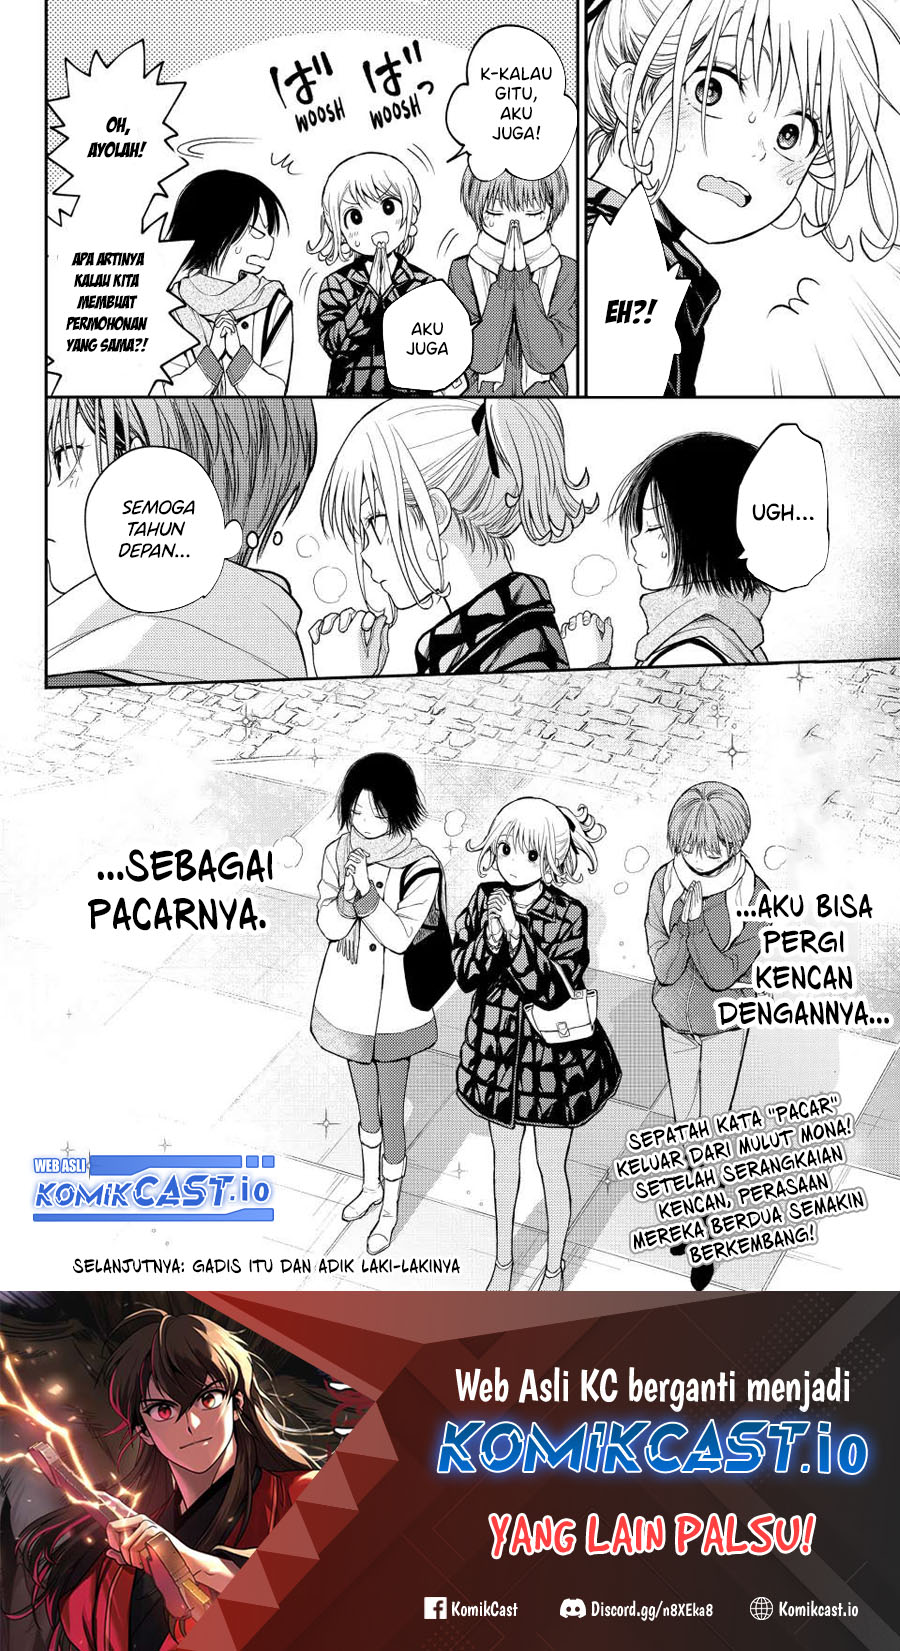 EH?!
K-KALAU
GITU,
AKU
JUGA!
ばっ
WOOSH
ば
WOOSH
AKU
JUGA
OH,
AYOLAH!
APA ARTINYA
KALAU KITA
MEMBUAT
PERMOHONAN
YANG SAMA?!
UGH...
SEMOGA
TAHUN
DEPAN...
...AKU BISA
PERGI
KENCAN
DENGANNYA...
...SEBAGAI
PACARNYA.
SEPATAH KATA "PACAR"
KELUAR DARI MULUT MONA!
SETELAH SERANGKAIAN
KENCAN, PERASAAN
MEREKA BERDUA SEMAKIN
BERKEMBANG!
WEB ASLI
KOMIKCAST.iO
SELANJUTNYA: GADIS ITU DAN ADIK LAKI-LAKINYA
Web Asli KC berganti menjadi
KOMIKCAST.iO
YANG LAIN PALSU!
KomikCast
Discord.gg/n8XEka8
Komikcast.io